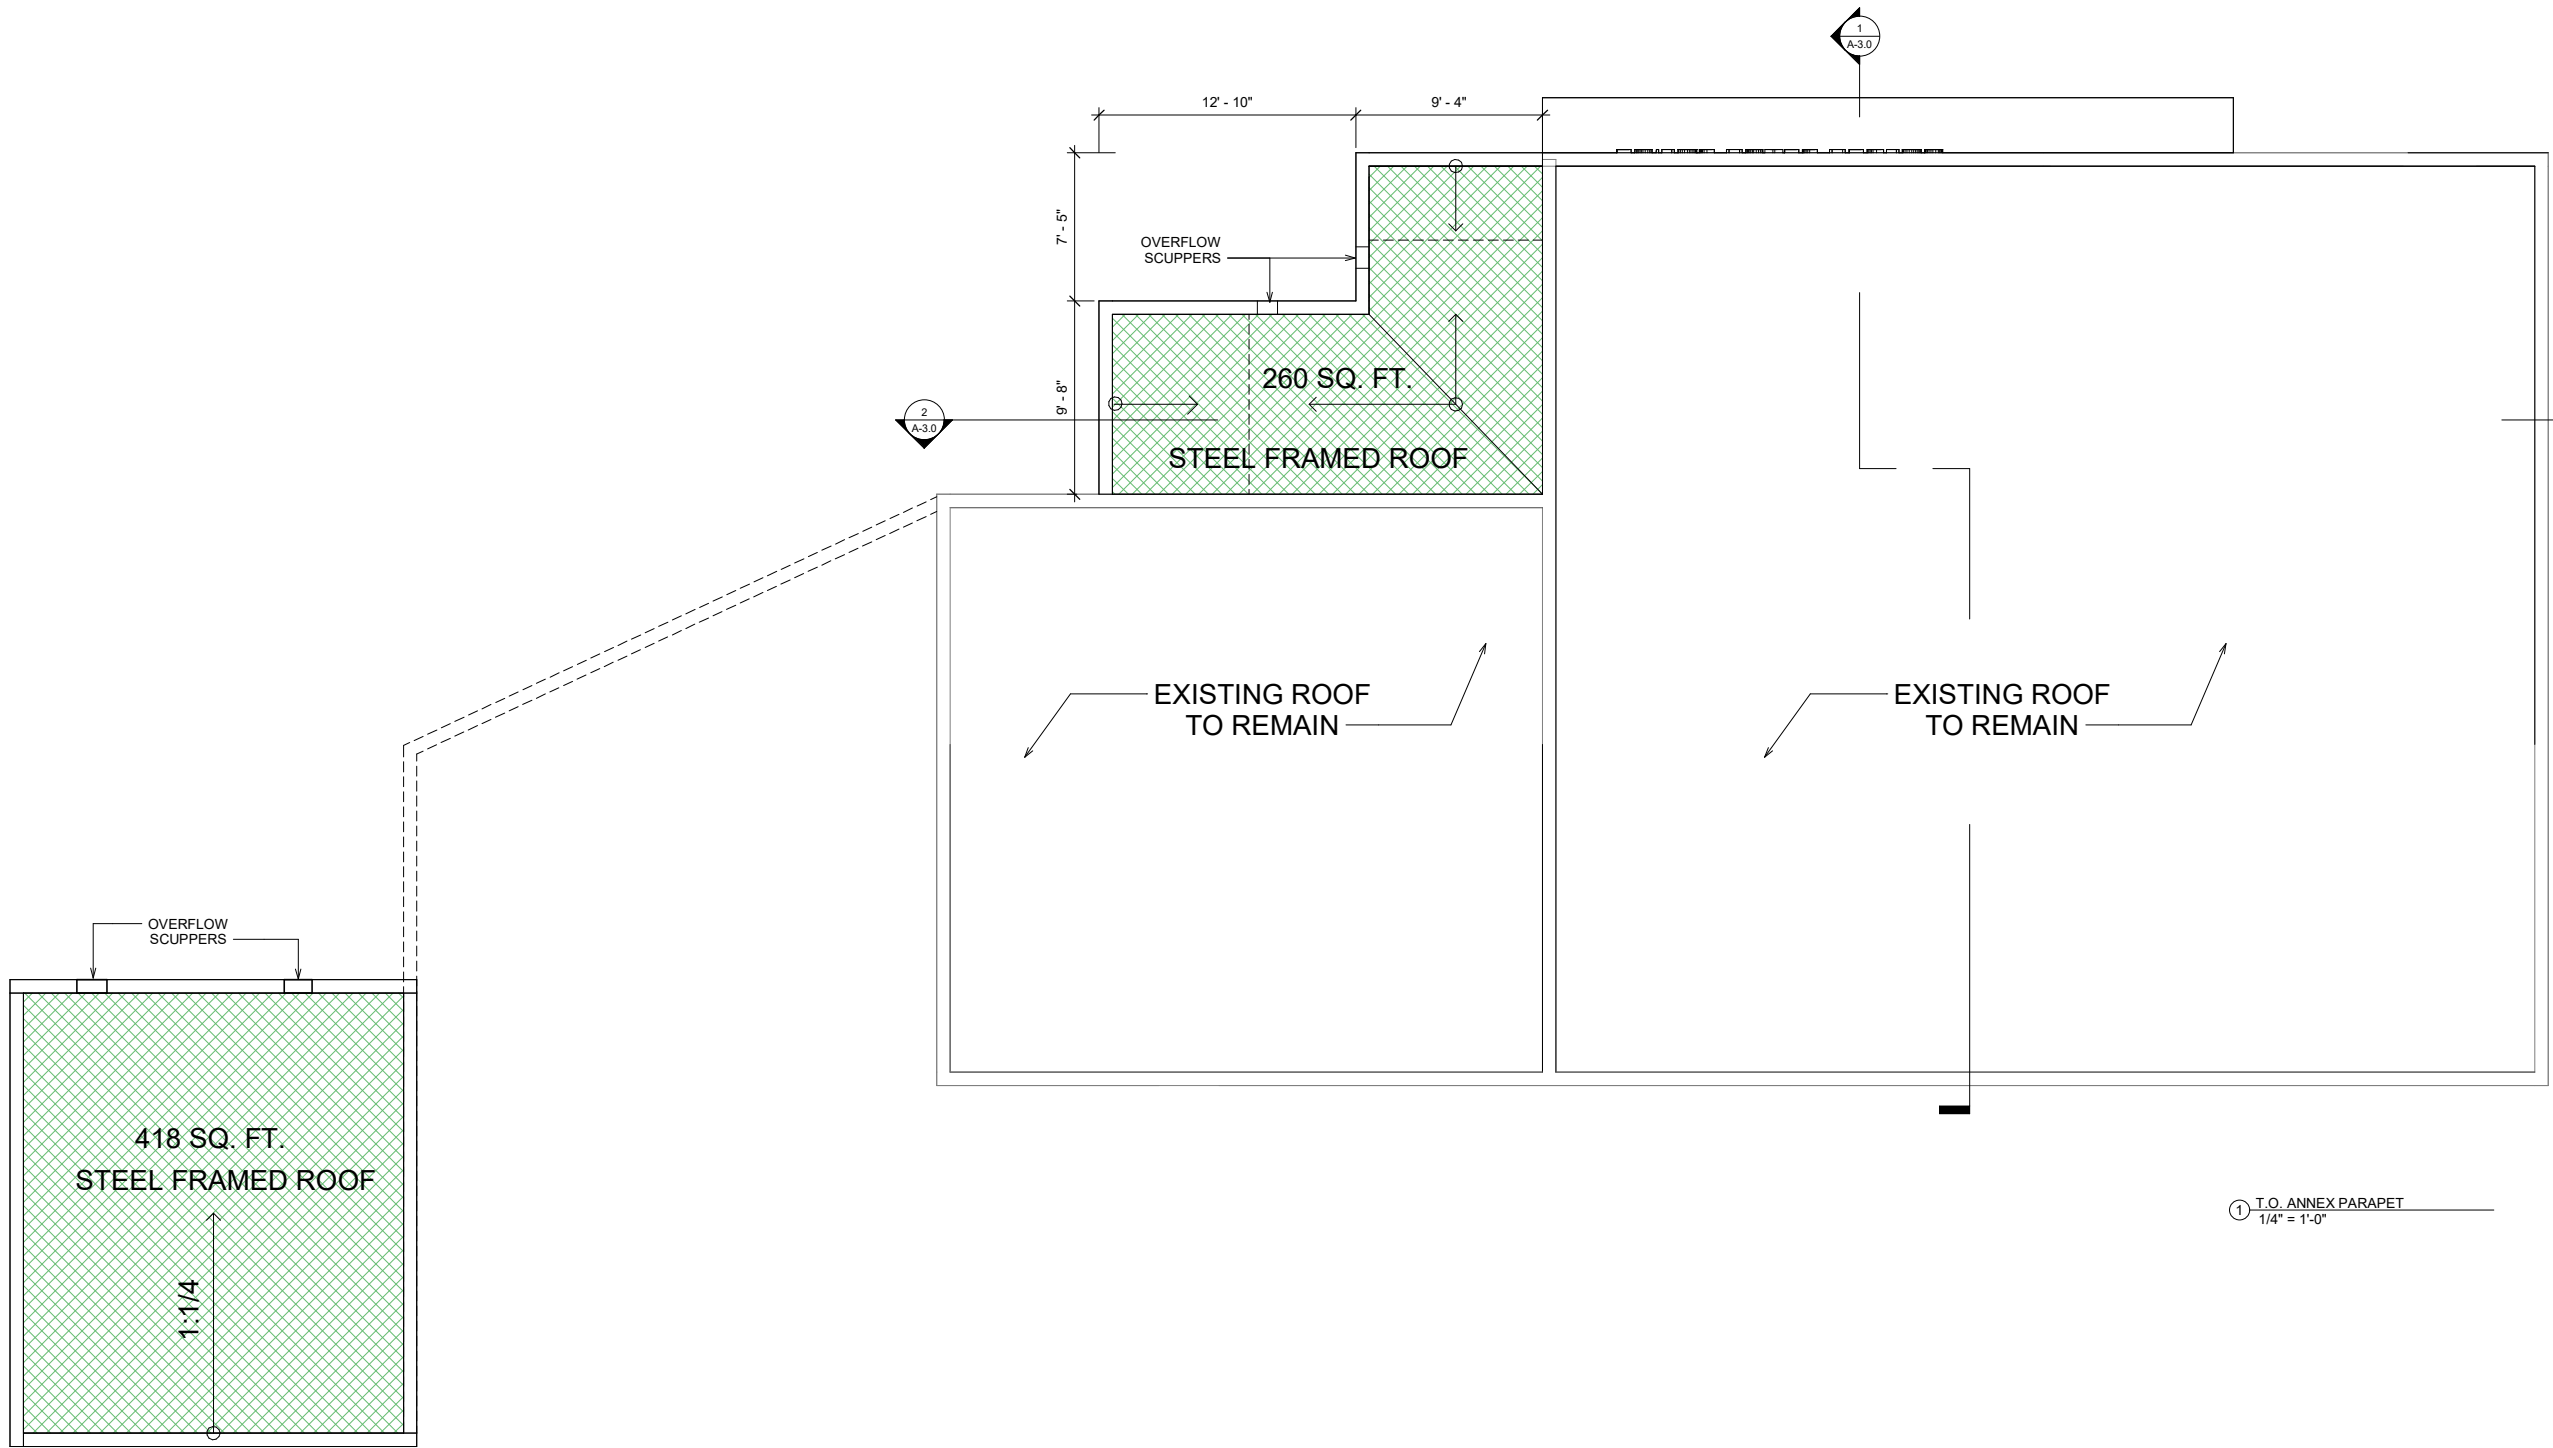 1
A-3.0
12' - 10"
9' - 4"
7' - 5"
OVERFLOW
SCUPPERS
9' - 8"
260 SQ. FT.
2
A-3.0
STEEL FRAMED ROOF
EXISTING ROOF
TO REMAIN
EXISTING ROOF
TO REMAIN
OVERFLOW
SCUPPERS
418 SQ. FT.
STEEL FRAMED ROOF
1:1/4
1 T.O. ANNEX PARAPET
1/4" = 1'-0"